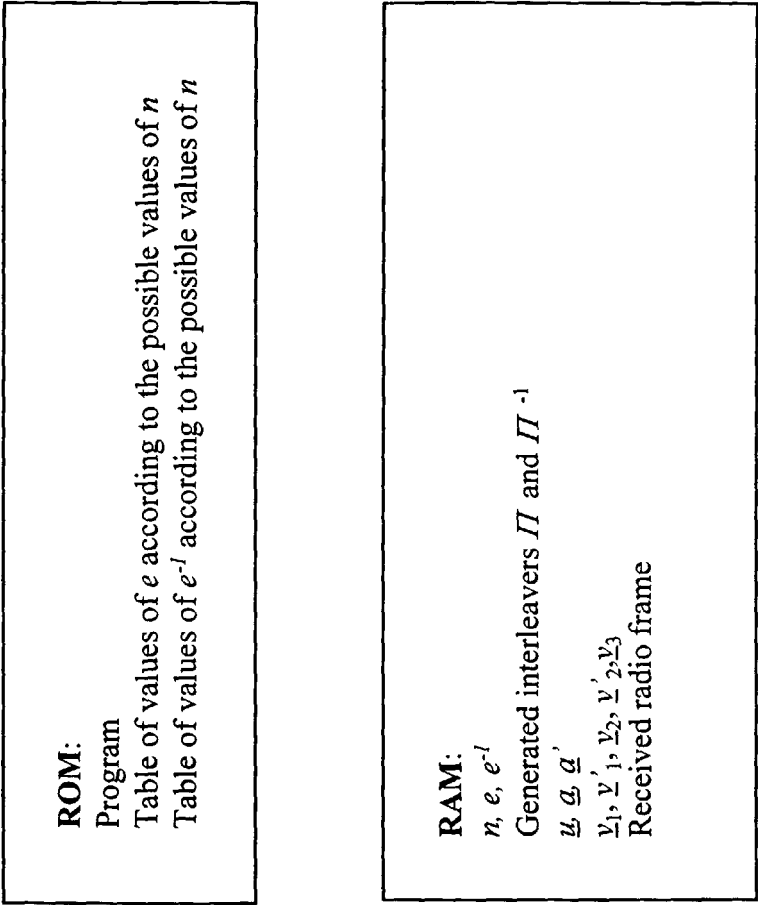 ROM:
Program
Table of values of e according to the possible values of n
Table of values of e⁻¹ according to the possible values of n
RAM:
n, e, e⁻¹
Generated interleavers Π and Π⁻¹
u, a, a'
v₁, v'₁, v₂, v'₂, v₃
Received radio frame